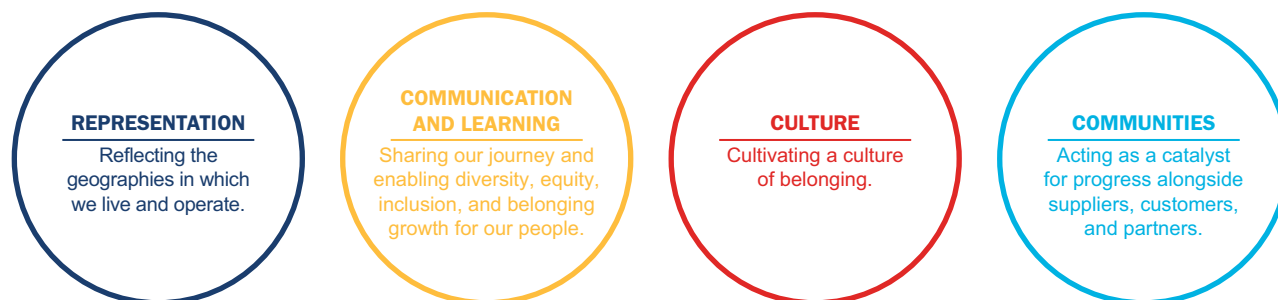 REPRESENTATION
Reflecting the
geographies in which
we live and operate.
COMMUNICATION
AND LEARNING
Sharing our journey and
enabling diversity, equity,
inclusion, and belonging
growth for our people.
CULTURE
Cultivating a culture
of belonging.
COMMUNITIES
Acting as a catalyst
for progress alongside
suppliers, customers,
and partners.